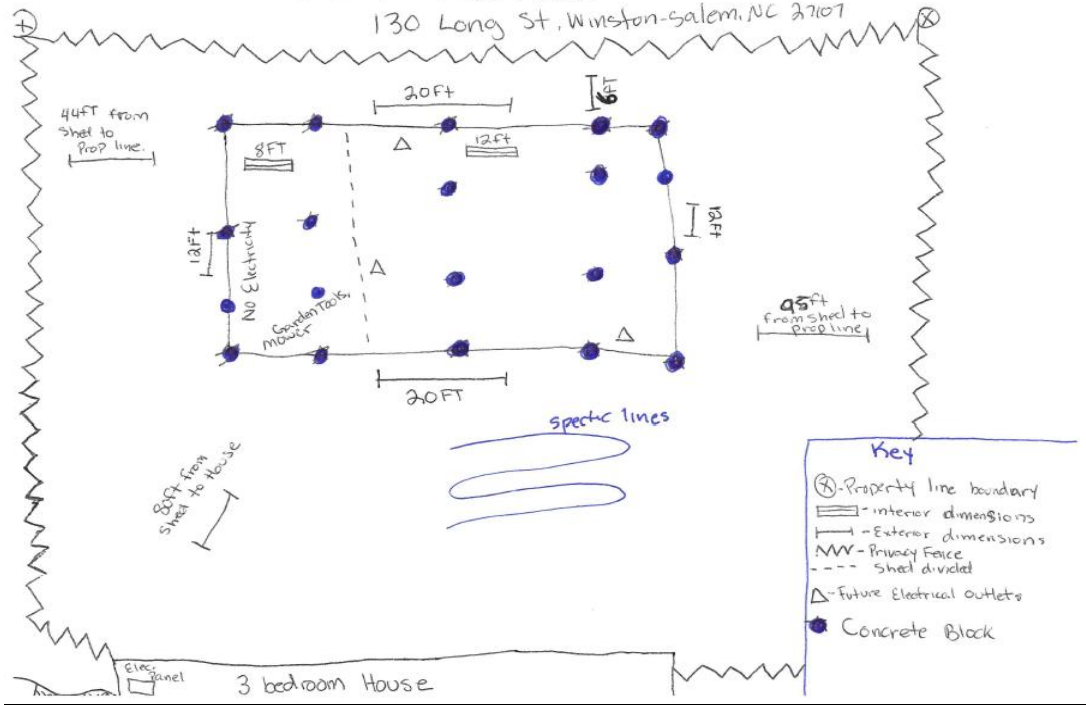 130 Long St, Winston-Salem, NC 27107
20Ft
6FT
44FT from
Shed to
Prop line.
8FT
12ft
12Ft
12Ft
NO Electricity
Garden Tools,
mower
95ft
from shed to
prop line
20FT
Spectic lines
80ft from
shed to House
Key
X - Property line boundary
- interior dimensions
- Exterior dimensions
- Privacy Fence
- Shed divided
- Future Electrical Outlets
Concrete Block
Elec.
Panel
3 bedroom House